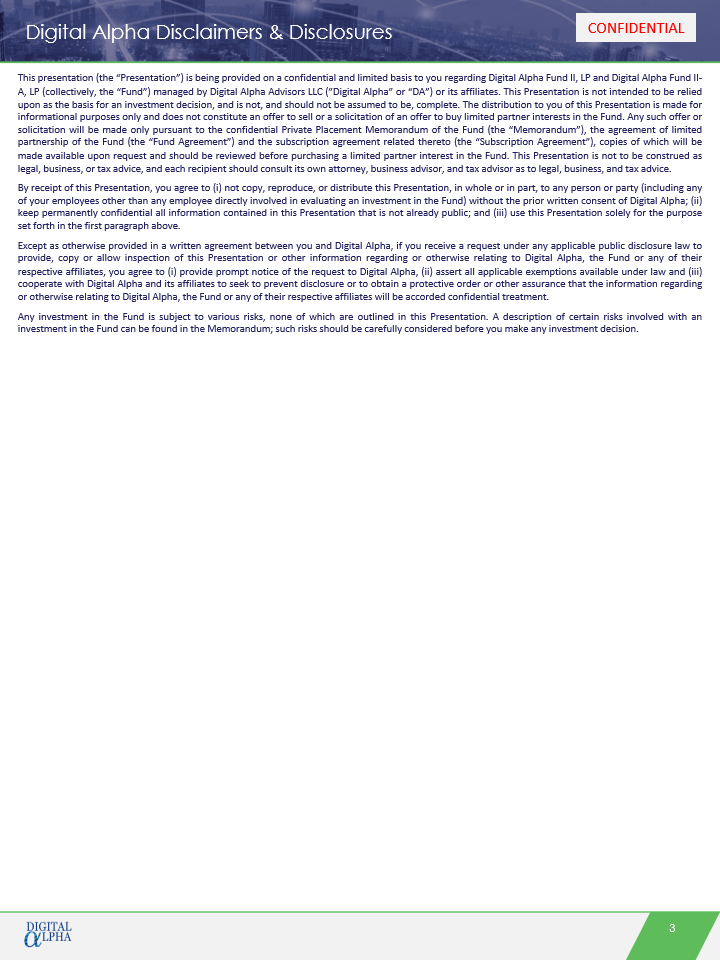 Digital Alpha Disclaimers & Disclosures
CONFIDENTIAL
This presentation (the “Presentation”) is being provided on a confidential and limited basis to you regarding Digital Alpha Fund II, LP and Digital Alpha Fund II-
A, LP (collectively, the “Fund”) managed by Digital Alpha Advisors LLC (“Digital Alpha” or “DA”) or its affiliates. This Presentation is not intended to be relied
upon as the basis for an investment decision, and is not, and should not be assumed to be, complete. The distribution to you of this Presentation is made for
informational purposes only and does not constitute an offer to sell or a solicitation of an offer to buy limited partner interests in the Fund. Any such offer or
solicitation will be made only pursuant to the confidential Private Placement Memorandum of the Fund (the “Memorandum”), the agreement of limited
partnership of the Fund (the “Fund Agreement”) and the subscription agreement related thereto (the “Subscription Agreement”), copies of which will be
made available upon request and should be reviewed before purchasing a limited partner interest in the Fund. This Presentation is not to be construed as
legal, business, or tax advice, and each recipient should consult its own attorney, business advisor, and tax advisor as to legal, business, and tax advice.
By receipt of this Presentation, you agree to (i) not copy, reproduce, or distribute this Presentation, in whole or in part, to any person or party (including any
of your employees other than any employee directly involved in evaluating an investment in the Fund) without the prior written consent of Digital Alpha; (ii)
keep permanently confidential all information contained in this Presentation that is not already public; and (iii) use this Presentation solely for the purpose
set forth in the first paragraph above.
Except as otherwise provided in a written agreement between you and Digital Alpha, if you receive a request under any applicable public disclosure law to
provide, copy or allow inspection of this Presentation or other information regarding or otherwise relating to Digital Alpha, the Fund or any of their
respective affiliates, you agree to (i) provide prompt notice of the request to Digital Alpha, (ii) assert all applicable exemptions available under law and (iii)
cooperate with Digital Alpha and its affiliates to seek to prevent disclosure or to obtain a protective order or other assurance that the information regarding
or otherwise relating to Digital Alpha, the Fund or any of their respective affiliates will be accorded confidential treatment.
Any investment in the Fund is subject to various risks, none of which are outlined in this Presentation. A description of certain risks involved with an
investment in the Fund can be found in the Memorandum; such risks should be carefully considered before you make any investment decision.
DIGITAL
αLPHA
3